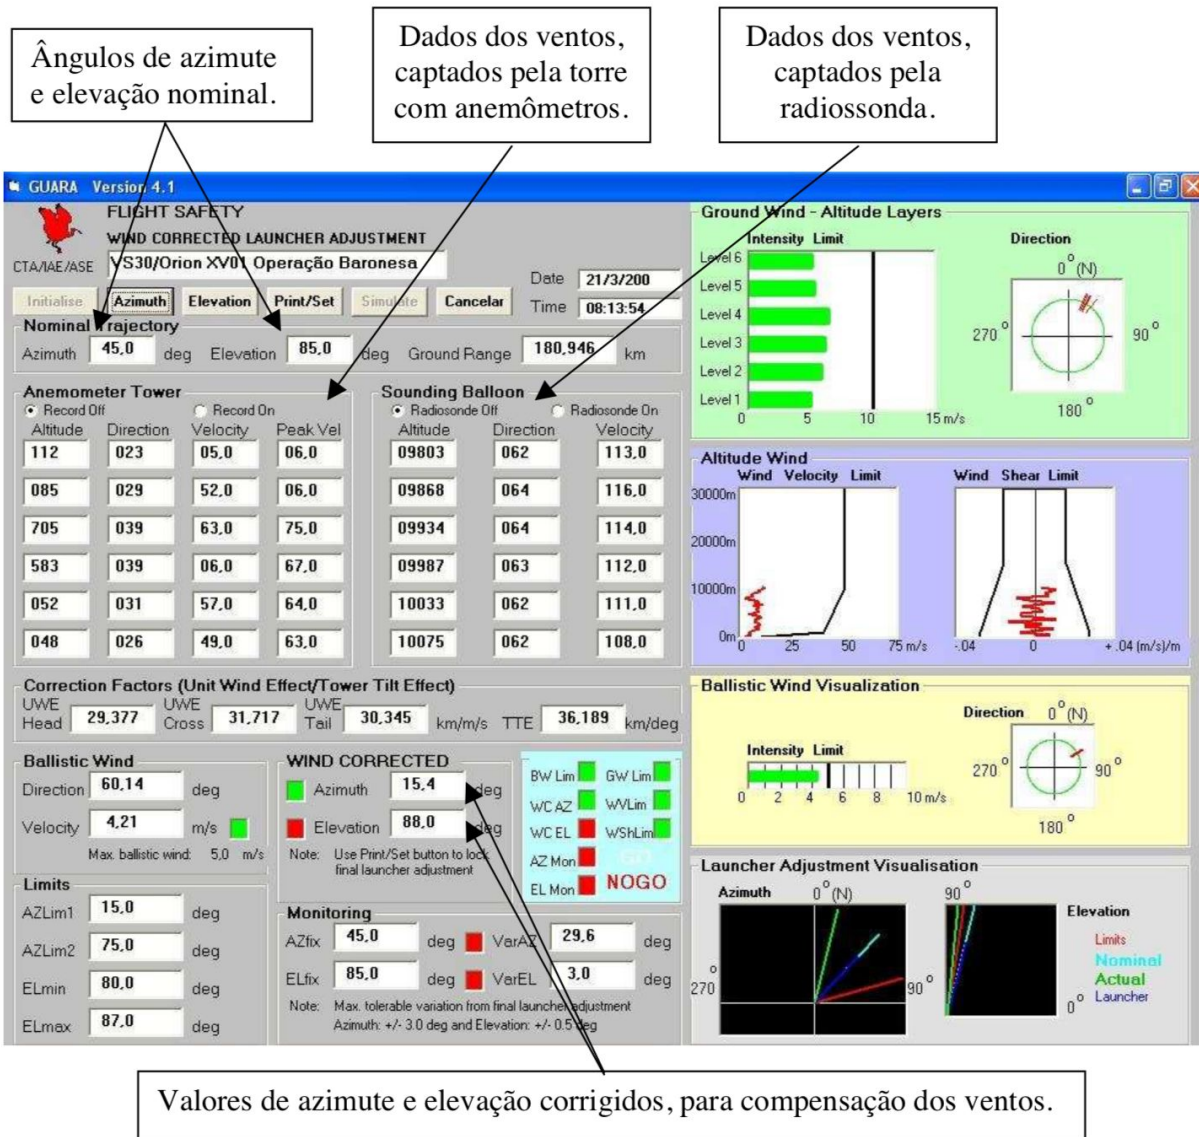 Ângulos de azimute
e elevação nominal.
Dados dos ventos,
captados pela torre
com anemômetros.
Dados dos ventos,
captados pela
radiossonda.
GUARA Version 4.1
FLIGHT SAFETY
WIND CORRECTED LAUNCHER ADJUSTMENT
CTA/IAE/ASE
VS30/Orion XV01 Operação Baronesa
Date 21/3/200
Time 08:13:54
Initialise Azimuth Elevation Print/Set Simulate Cancelar
Nominal Trajectory
Azimuth 45,0 deg Elevation 85,0 deg Ground Range 180,946 km
Anemometer Tower
Record Off Record On
Altitude Direction Velocity Peak Vel
112 023 05,0 06,0
085 029 52,0 06,0
705 039 63,0 75,0
583 039 06,0 67,0
052 031 57,0 64,0
048 026 49,0 63,0
Sounding Balloon
Radiosonde Off Radiosonde On
Altitude Direction Velocity
09803 062 113,0
09868 064 116,0
09934 064 114,0
09987 063 112,0
10033 062 111,0
10075 062 108,0
Correction Factors (Unit Wind Effect/Tower Tilt Effect)
UWE Head 29,377 UWE Cross 31,717 UWE Tail 30,345 km/m/s TTE 36,189 km/deg
Ballistic Wind
Direction 60,14 deg
Velocity 4,21 m/s
Max. ballistic wind: 5,0 m/s
WIND CORRECTED
Azimuth 15,4 deg
Elevation 88,0 deg
Note: Use Print/Set button to lock
final launcher adjustment
BW Lim GW Lim
WC AZ WVLim
WC EL WShLim
AZ Mon GO
EL Mon NOGO
Limits
AZLim1 15,0 deg
AZLim2 75,0 deg
ELmin 80,0 deg
ELmax 87,0 deg
Monitoring
AZfix 45,0 deg VarAZ 29,6 deg
ELfix 85,0 deg VarEL 3,0 deg
Note: Max. tolerable variation from final launcher adjustment
Azimuth: +/- 3.0 deg and Elevation: +/- 0.5 deg
Ground Wind - Altitude Layers
Intensity Limit
Level 6
Level 5
Level 4
Level 3
Level 2
Level 1
0 5 10 15 m/s
Direction
0° (N)
270° 90°
180°
Altitude Wind
Wind Velocity Limit
30000m
20000m
10000m
0m
0 25 50 75 m/s
Wind Shear Limit
-.04 0 + .04 (m/s)/m
Ballistic Wind Visualization
Intensity Limit
0 2 4 6 8 10 m/s
Direction 0° (N)
270° 90°
180°
Launcher Adjustment Visualisation
Azimuth 0° (N)
270° 90°
90°
Elevation
Limits
Nominal
Actual
Launcher
0°
Valores de azimute e elevação corrigidos, para compensação dos ventos.